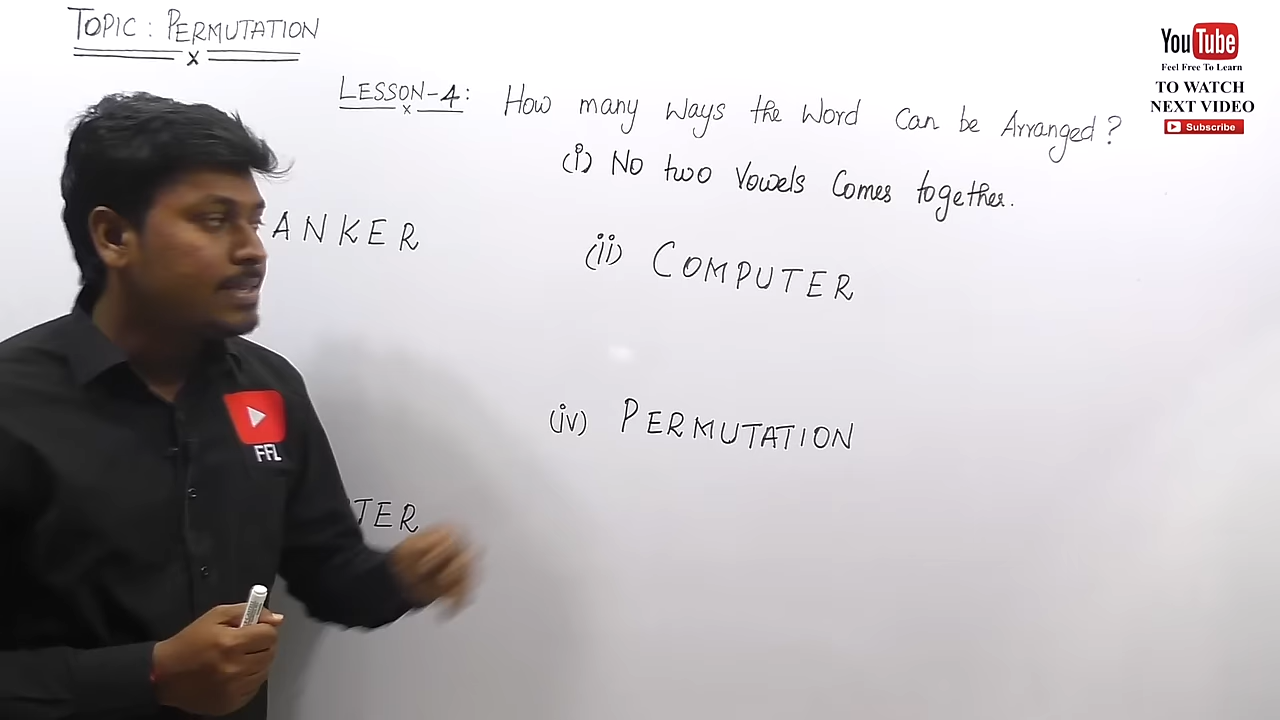 TOPIC : PERMUTATION
LESSON-4: How many ways the Word can be Arranged?
(i) No two Vowels Comes together.
ANKER
(ii) COMPUTER
(iv) PERMUTATION
TER
FFL
YouTube
Feel Free To Learn
TO WATCH
NEXT VIDEO
Subscribe